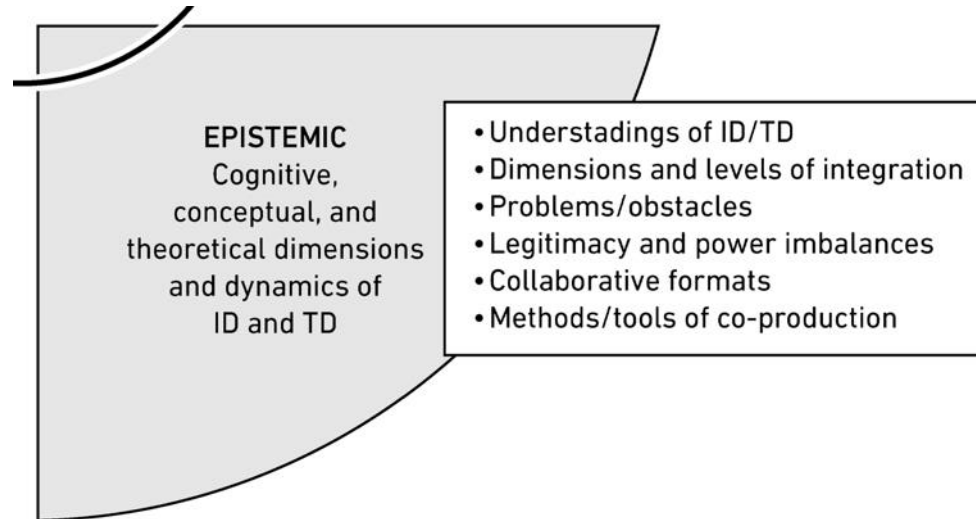 EPISTEMIC
Cognitive,
conceptual, and
theoretical dimensions
and dynamics of
ID and TD
•Understadings of ID/TD
•Dimensions and levels of integration
•Problems/obstacles
•Legitimacy and power imbalances
•Collaborative formats
•Methods/tools of co-production